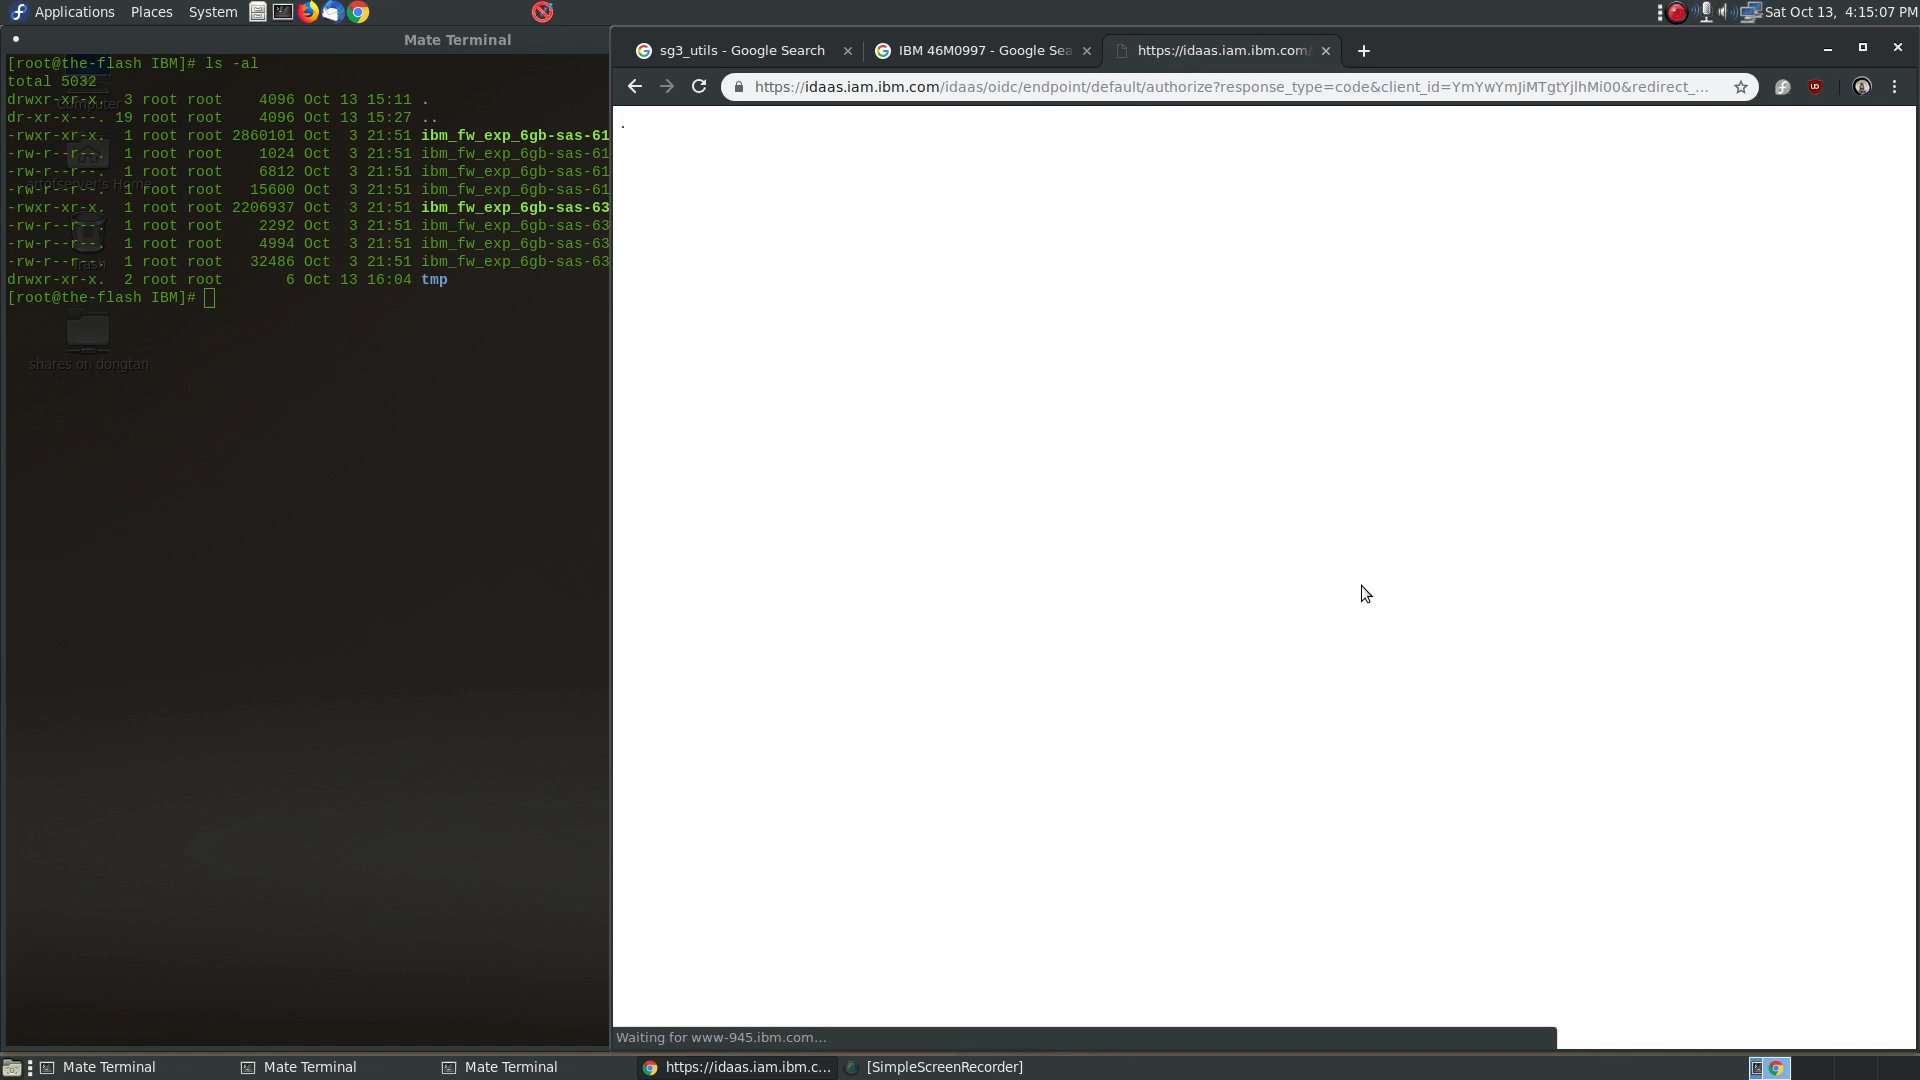 Applications Places System
Sat Oct 13, 4:15:07 PM
Mate Terminal
[root@the-flash IBM]# ls -al
total 5032
drwxr-xr-x. 3 root root 4096 Oct 13 15:11 .
dr-xr-x---. 19 root root 4096 Oct 13 15:27 ..
-rwxr-xr-x. 1 root root 2860101 Oct 3 21:51 ibm_fw_exp_6gb-sas-61
-rw-r--r--. 1 root root 1024 Oct 3 21:51 ibm_fw_exp_6gb-sas-61
-rw-r--r--. 1 root root 6812 Oct 3 21:51 ibm_fw_exp_6gb-sas-61
-rw-r--r--. 1 root root 15600 Oct 3 21:51 ibm_fw_exp_6gb-sas-61
-rwxr-xr-x. 1 root root 2206937 Oct 3 21:51 ibm_fw_exp_6gb-sas-63
-rw-r--r--. 1 root root 2292 Oct 3 21:51 ibm_fw_exp_6gb-sas-63
-rw-r--r--. 1 root root 4994 Oct 3 21:51 ibm_fw_exp_6gb-sas-63
-rw-r--r--. 1 root root 32486 Oct 3 21:51 ibm_fw_exp_6gb-sas-63
drwxr-xr-x. 2 root root 6 Oct 13 16:04 tmp
[root@the-flash IBM]#
Computer
artofserver's Home
Trash
shares on dongtan
sg3_utils - Google Search
IBM 46M0997 - Google Sea
https://idaas.iam.ibm.com/
https://idaas.iam.ibm.com/idaas/oidc/endpoint/default/authorize?response_type=code&client_id=YmYwYmJiMTgtYjlhMi00&redirect_...
.
Waiting for www-945.ibm.com...
Mate Terminal
Mate Terminal
Mate Terminal
https://idaas.iam.ibm.c...
[SimpleScreenRecorder]